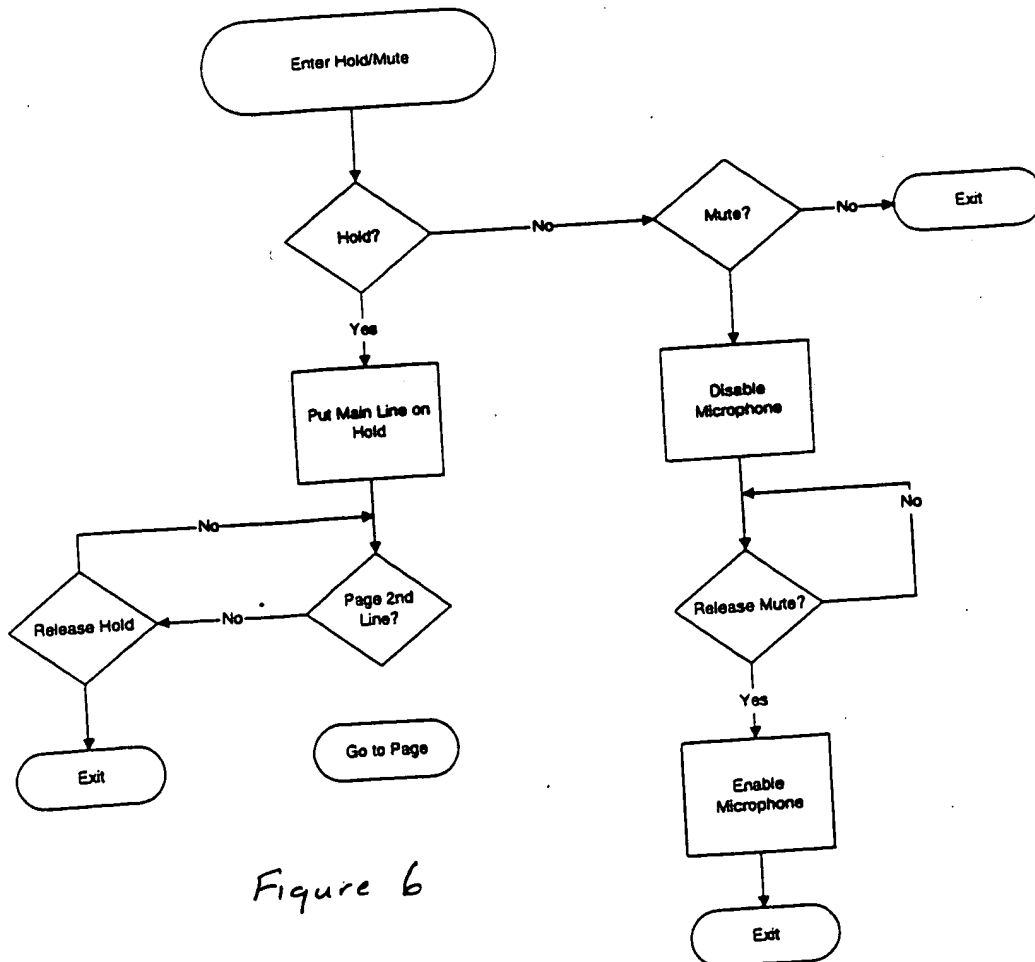 Enter Hold/Mute
Hold?
No
Mute?
No
Exit
Yes
Put Main Line on
Hold
Disable
Microphone
No
No
Page 2nd
Line?
No
Release Hold
Release Mute?
Yes
Exit
Go to Page
Enable
Microphone
Exit
Figure 6